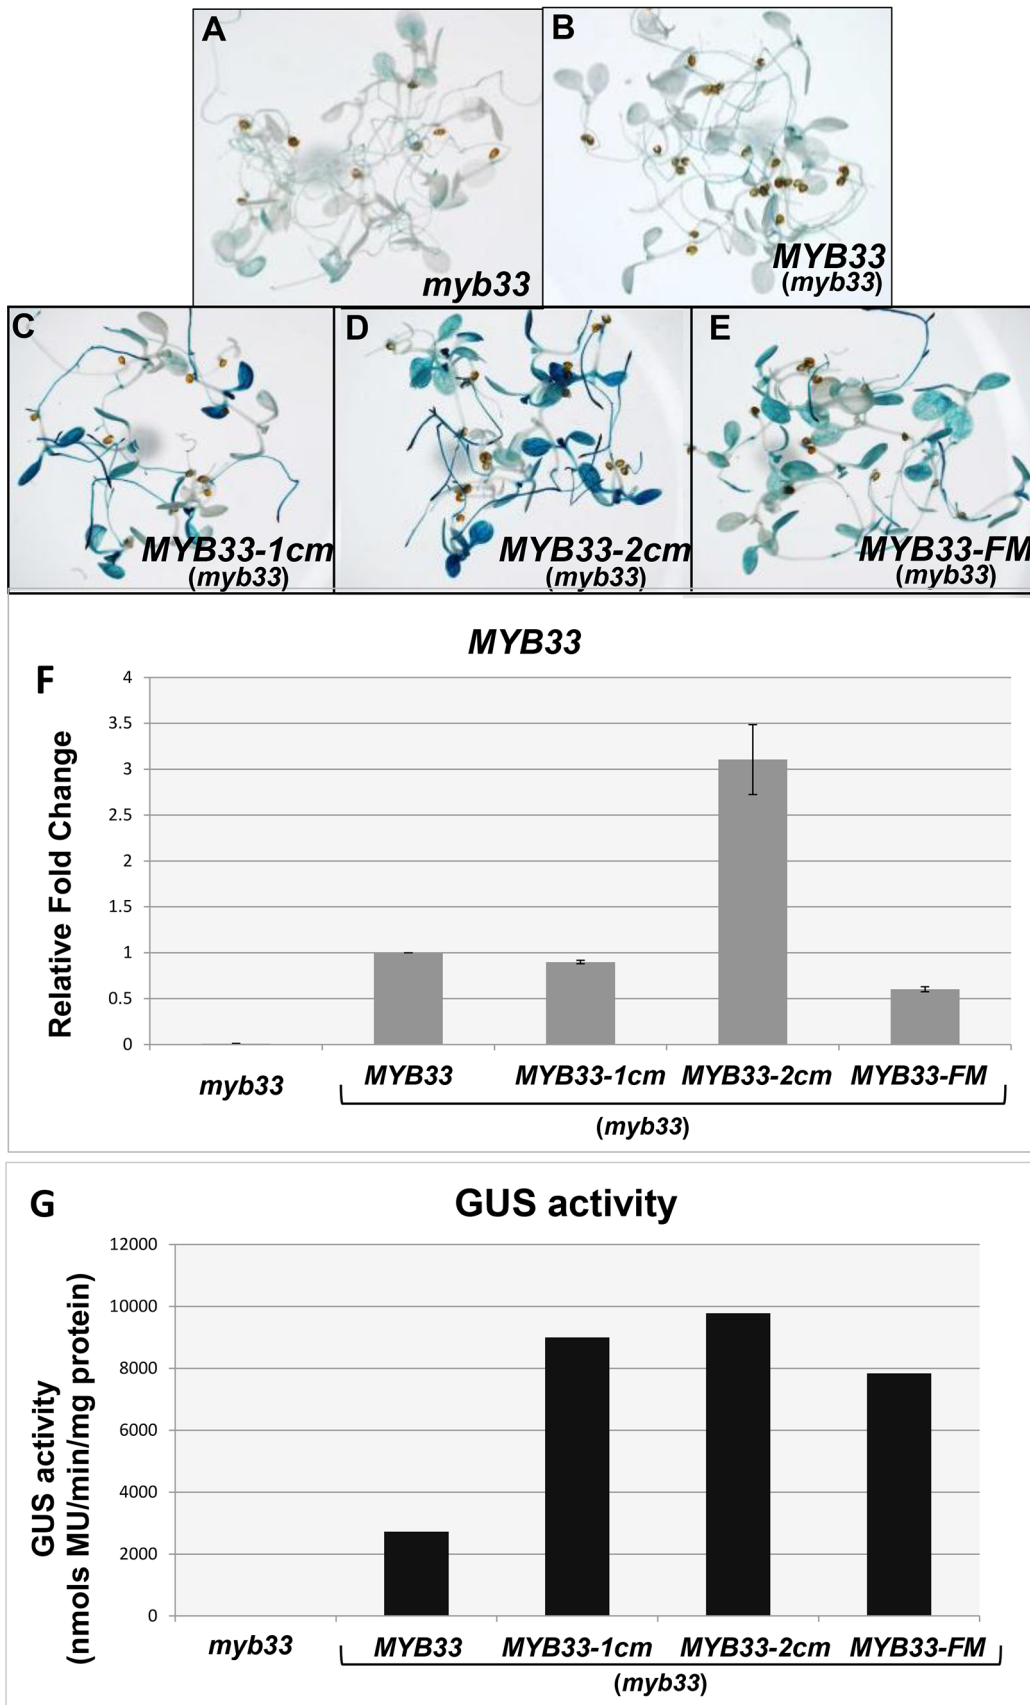 A
myb33
B
MYB33
(myb33)
C
MYB33-1cm
(myb33)
D
MYB33-2cm
(myb33)
E
MYB33-FM
(myb33)
F
MYB33
Relative Fold Change
4
3.5
3
2.5
2
1.5
1
0.5
0
myb33
MYB33
MYB33-1cm
MYB33-2cm
MYB33-FM
(myb33)
G
GUS activity
GUS activity
(nmols MU/min/mg protein)
12000
10000
8000
6000
4000
2000
0
myb33
MYB33
MYB33-1cm
MYB33-2cm
MYB33-FM
(myb33)